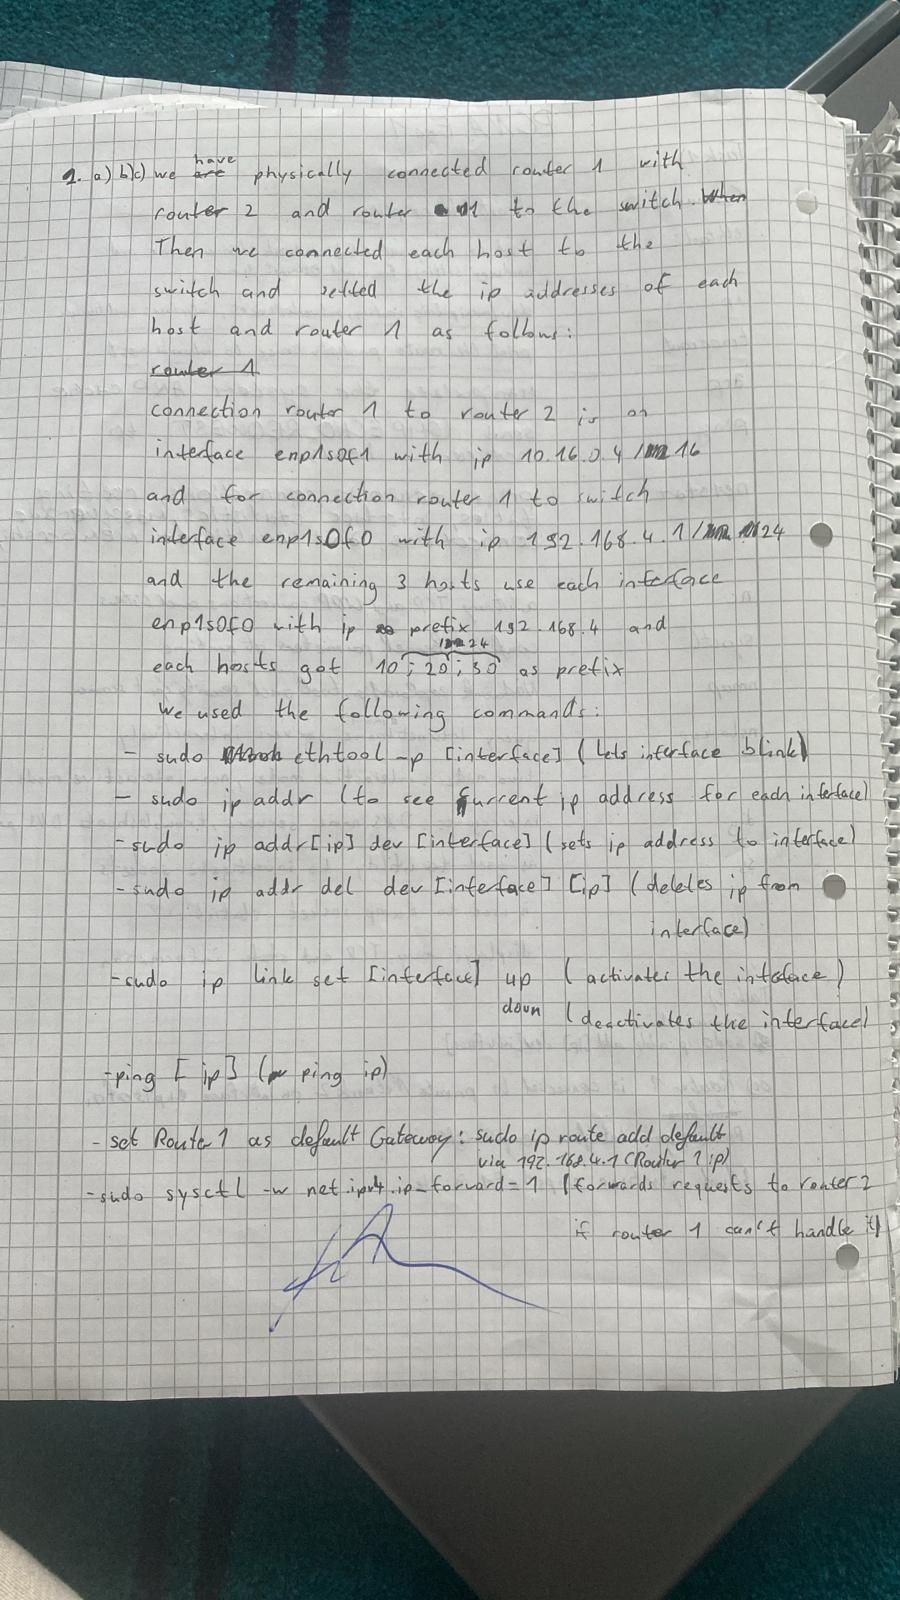 1. a) b)c) we have physically connected router 1 with
router 2 and router 1 to the switch.
Then we connected each host to the
switch and setted the ip addresses of each
host and router 1 as follows:
router 1
connection router 1 to router 2 is on
interface enp1s0f1 with ip 10.16.0.4/16
and for connection router 1 to switch
interface enp1s0f0 with ip 192.168.4.1/24
and the remaining 3 hosts use each interface
enp1s0f0 with ip prefix 192.168.4 and
24
each hosts got 10;20;30 as prefix
We used the following commands:
- sudo ethtool -p [interface] (lets interface blink)
- sudo ip addr (to see current ip address for each interface)
- sudo ip addr[ip] dev [interface] (sets ip address to interface)
- sudo ip addr del dev [interface] [ip] (deletes ip from
interface)
- sudo ip link set [interface] up (activates the interface)
down (deactivates the interface)
- ping [ip] (ping ip)
- set Route 1 as default Gateway: sudo ip route add default
via 192.168.4.1 (Router 1 ip)
- sudo sysctl -w net.ipv4.ip_forward=1 (forwards requests to router 2
if router 1 can't handle it)